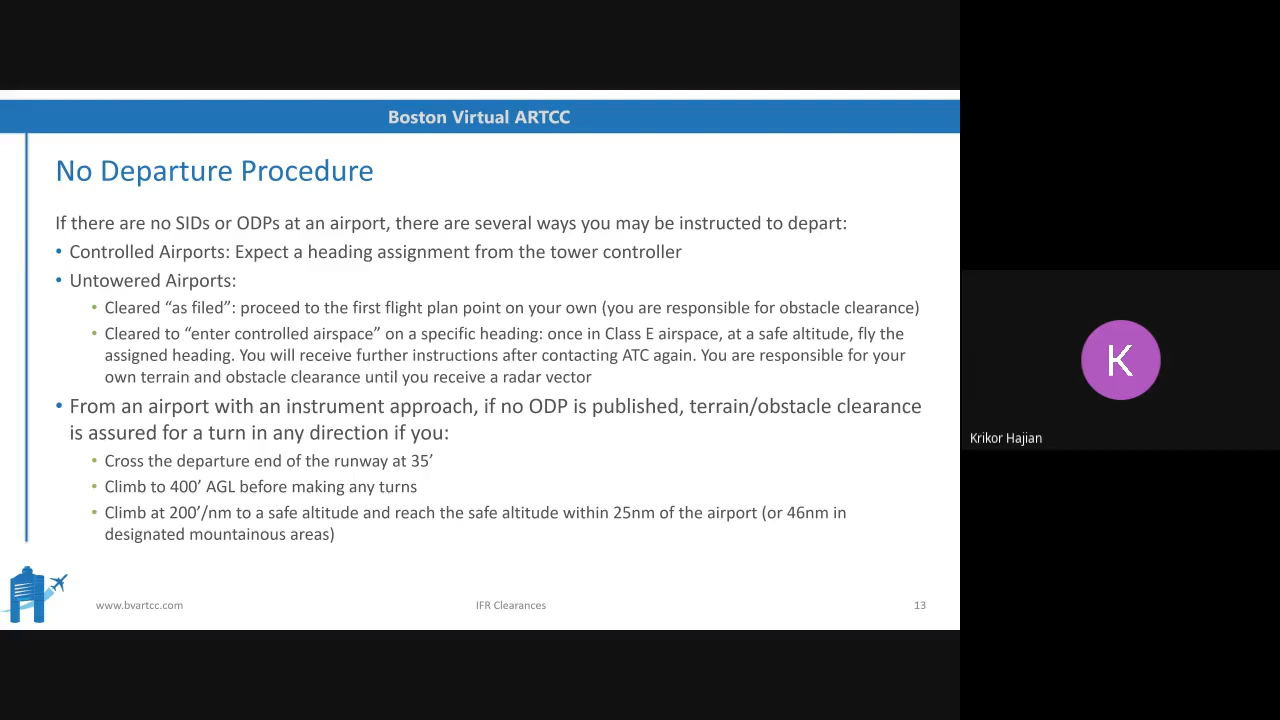 Boston Virtual ARTCC
No Departure Procedure
If there are no SIDs or ODPs at an airport, there are several ways you may be instructed to depart:
• Controlled Airports: Expect a heading assignment from the tower controller
• Untowered Airports:
• Cleared “as filed”: proceed to the first flight plan point on your own (you are responsible for obstacle clearance)
• Cleared to “enter controlled airspace” on a specific heading: once in Class E airspace, at a safe altitude, fly the
assigned heading. You will receive further instructions after contacting ATC again. You are responsible for your
own terrain and obstacle clearance until you receive a radar vector
• From an airport with an instrument approach, if no ODP is published, terrain/obstacle clearance
is assured for a turn in any direction if you:
• Cross the departure end of the runway at 35’
• Climb to 400’ AGL before making any turns
• Climb at 200’/nm to a safe altitude and reach the safe altitude within 25nm of the airport (or 46nm in
designated mountainous areas)
www.bvartcc.com
IFR Clearances
13
K
Krikor Hajian